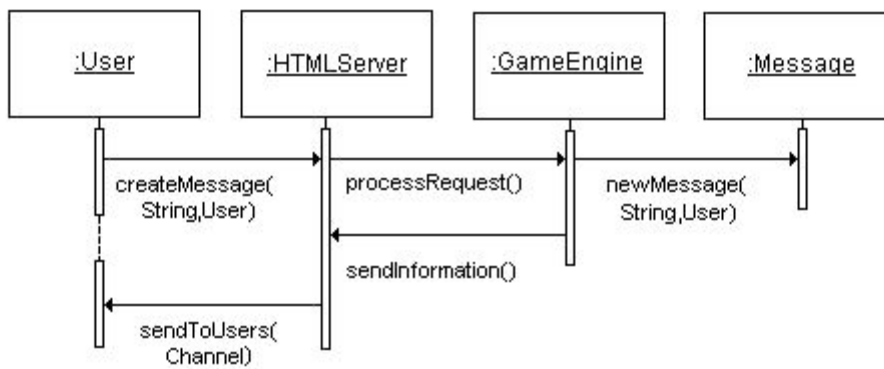 :User
:HTMLServer
:GameEngine
:Message
createMessage(
String,User)
processRequest()
newMessage(
String,User)
sendInformation()
sendToUsers(
Channel)